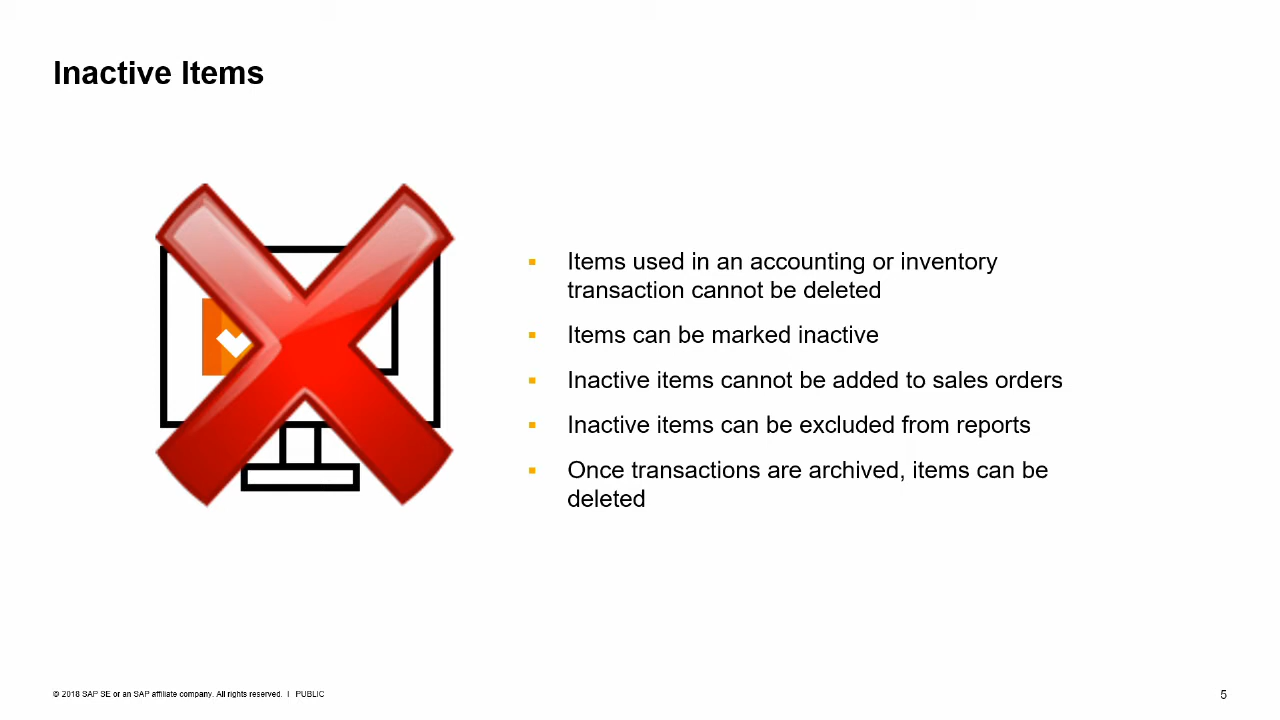 Inactive Items
Items used in an accounting or inventory
transaction cannot be deleted
Items can be marked inactive
Inactive items cannot be added to sales orders
Inactive items can be excluded from reports
Once transactions are archived, items can be
deleted
© 2018 SAP SE or an SAP affiliate company. All rights reserved. | PUBLIC
5